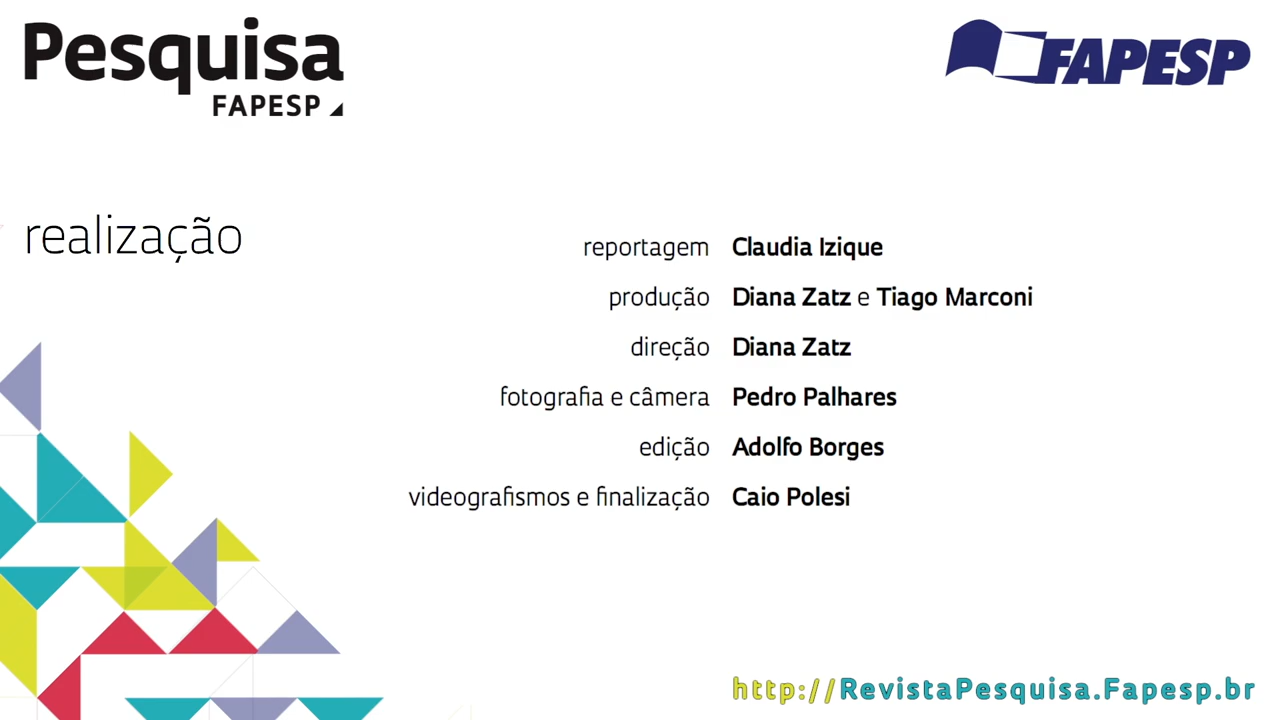 Pesquisa
FAPESP
FAPESP
realização
reportagem Claudia Izique
produção Diana Zatz e Tiago Marconi
direção Diana Zatz
fotografia e câmera Pedro Palhares
edição Adolfo Borges
videografismos e finalização Caio Polesi
http://RevistaPesquisa.Fapesp.br